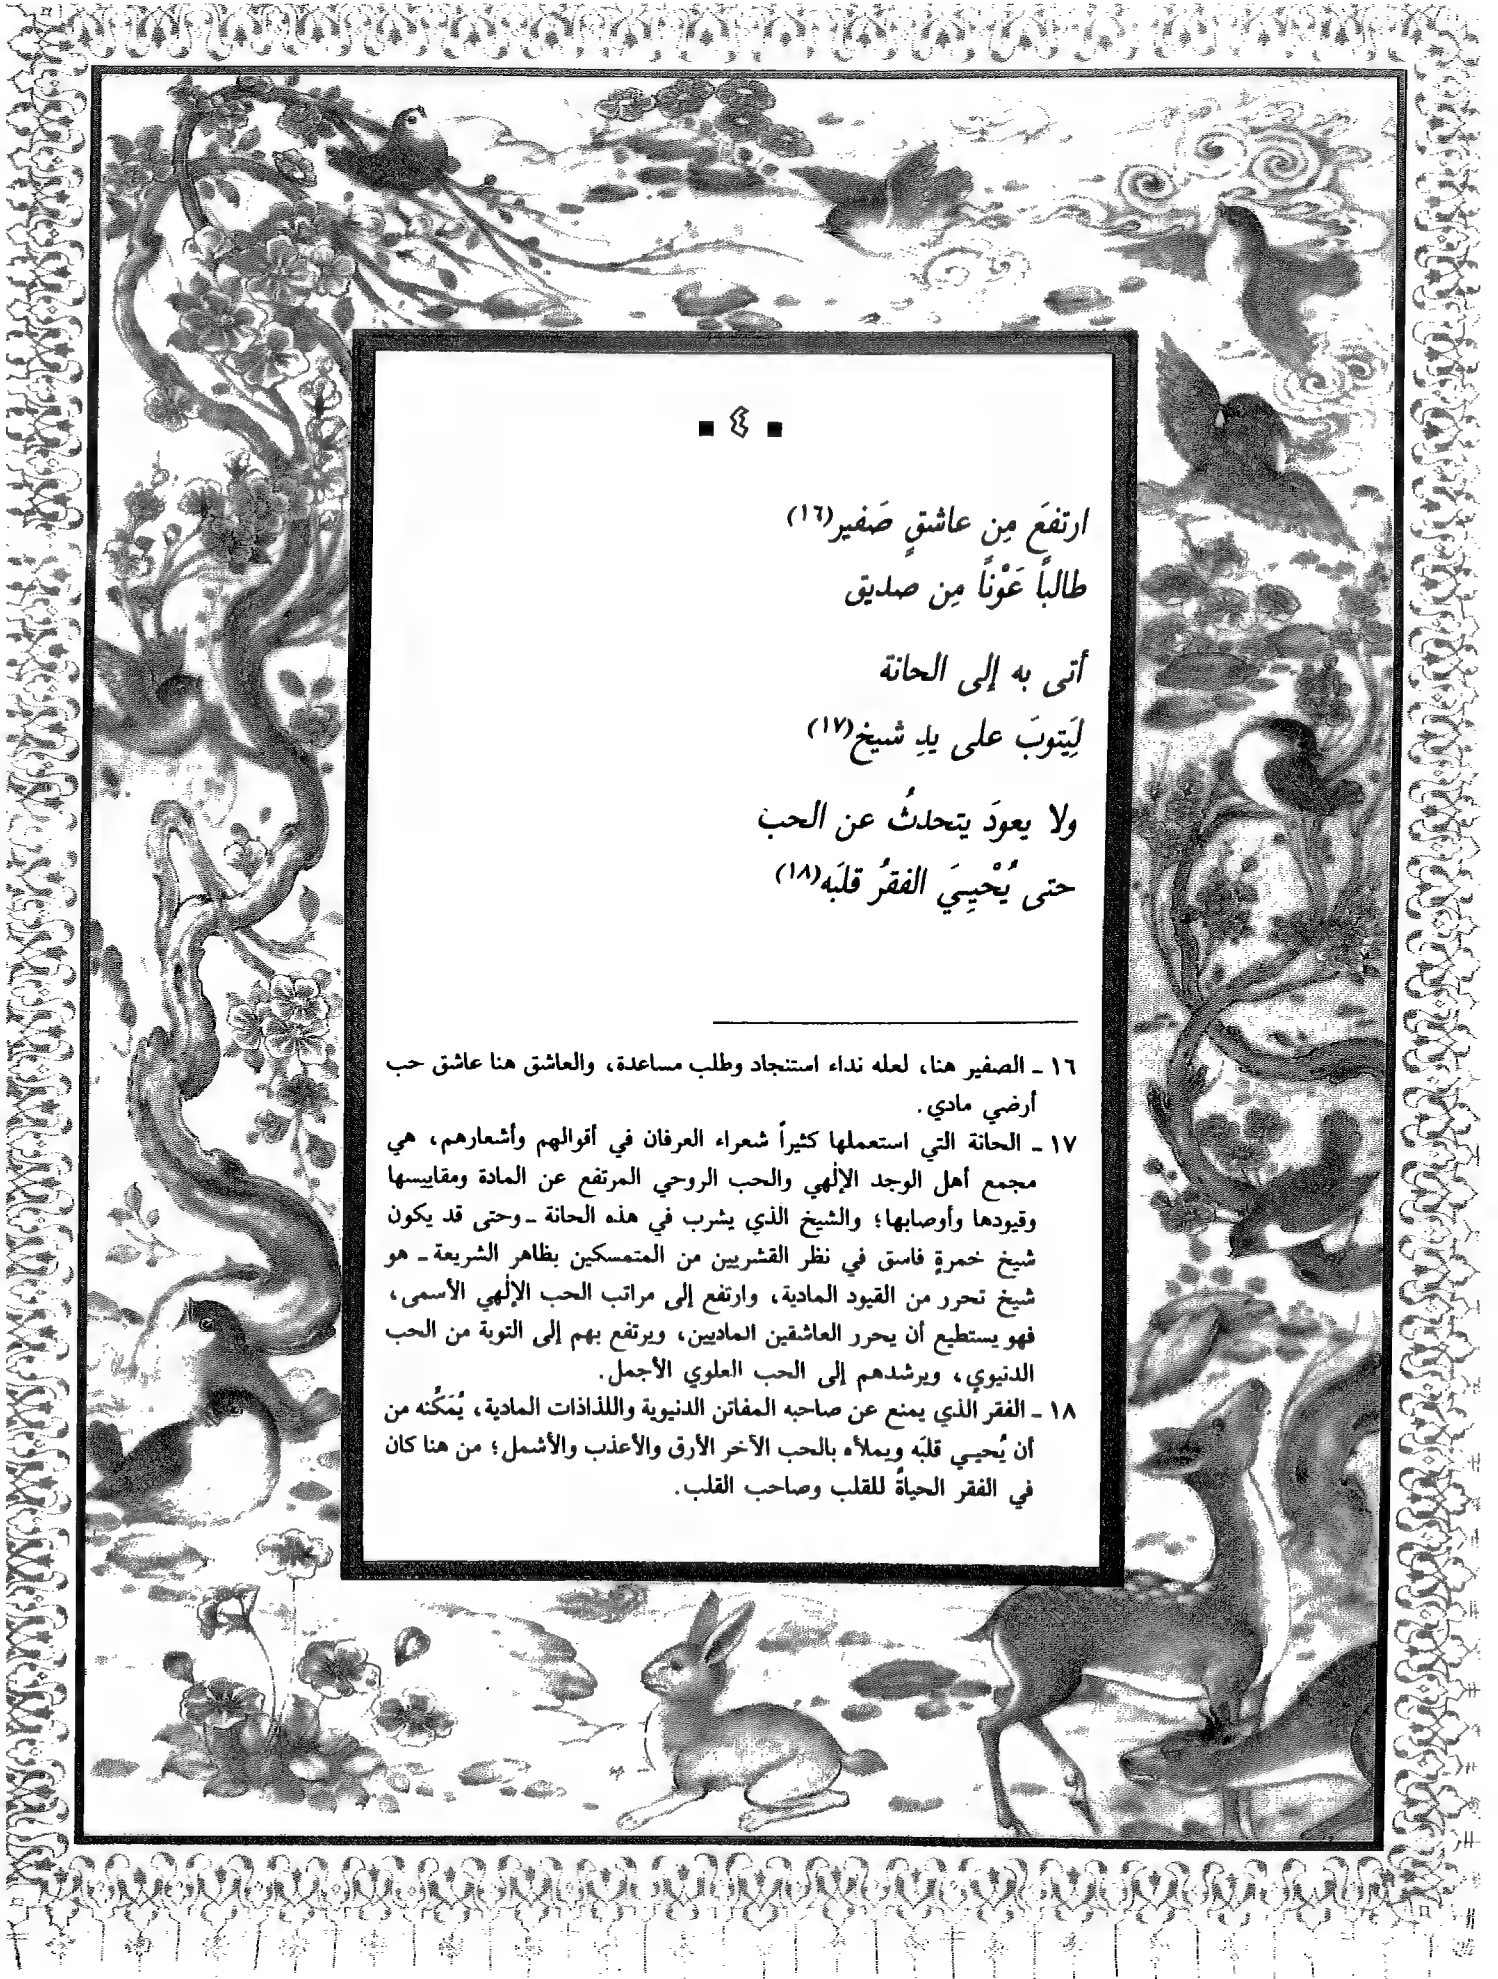 ▪ ٤ ▪
ارتفعَ مِن عاشقٍ صَفير(١٦)
طالباً عَوْناً مِن صديق
أتى به إلى الحانة
لِيَتوبَ على يدِ شيخ(١٧)
ولا يعودَ يتحدثُ عن الحب
حتى يُحْيِيَ الفقرُ قلبَه(١٨)
١٦ ـ الصفير هنا، لعله نداء استنجاد وطلب مساعدة، والعاشق هنا عاشق حب
أرضي مادي.
١٧ ـ الحانة التي استعملها كثيراً شعراء العرفان في أقوالهم وأشعارهم، هي
مجمع أهل الوجد الإلٰهي والحب الروحي المرتفع عن المادة ومقاييسها
وقيودها وأوصابها؛ والشيخ الذي يشرب في هذه الحانة ـ وحتى قد يكون
شيخ خمرةٍ فاسق في نظر القشريين من المتمسكين بظاهر الشريعة ـ هو
شيخ تحرر من القيود المادية، وارتفع إلى مراتب الحب الإلٰهي الأسمى،
فهو يستطيع أن يحرر العاشقين الماديين، ويرتفع بهم إلى التوبة من الحب
الدنيوي، ويرشدهم إلى الحب العلوي الأجمل.
١٨ ـ الفقر الذي يمنع عن صاحبه المفاتن الدنيوية واللذاذات المادية، يُمَكُنه من
أن يُحيي قلبَه ويملأه بالحب الآخر الأرق والأعذب والأشمل؛ من هنا كان
في الفقر الحياةُ للقلب وصاحب القلب.